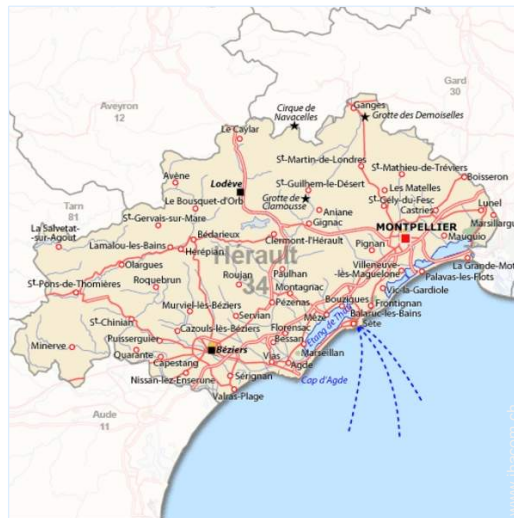 Gard
30
Aveyron
12
Cirque de
Navacelles
Ganges
Grotte des Demoiselles
Le Caylar
St-Martin-de-Londres
St-Mathieu-de-Tréviers
Boisseron
Avène
Lodève
St-Guilhem-le-Désert
Les Matelles
Le Bousquet-d'Orb
Grotte de
Clamousse
St-Gély-du-Fesc
Castries
Lunel
Marsillargu
Tarn
81
St-Gervais-sur-Mare
Aniane
Gignac
MONTPELLIER
Mauguio
La Salvetat
-sur-Agout
Lamalou-les-Bains
Bédarieux
Hérépian
Clermont-l'Hérault
Pignan
Hérault
34
Olargues
Villeneuve-
lès-Maguelone
La Grande-Mot
Palavas-les-Flots
St-Pons-de-Thomières
Roquebrun
Roujan
Paulhan
Montagnac
Vic-la-Gardiole
Bouzigues
Frontignan
Murviel-lès-Béziers
Pézenas
Mèze
Balaruc-les-Bains
St-Chinian
Servian
Sète
Cazouls-lès-Béziers
Florensac
Étang de Thau
Minerve
Puisserguier
Bessan
Quarante
Béziers
Marseillan
Capestang
Vias
Agde
Nissan-lez-Enserune
Sérignan
Cap d'Agde
Valras-Plage
Aude
11